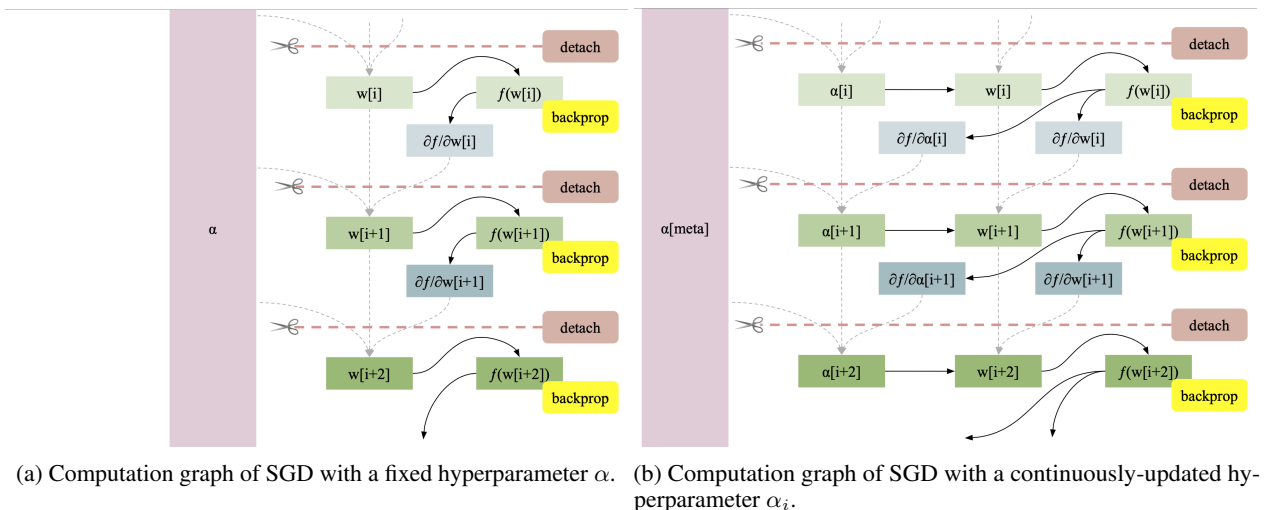 α
detach
w[i]
f(w[i])
backprop
∂f/∂w[i]
detach
w[i+1]
f(w[i+1])
backprop
∂f/∂w[i+1]
detach
w[i+2]
f(w[i+2])
backprop
(a) Computation graph of SGD with a fixed hyperparameter α.
α[meta]
detach
α[i]
w[i]
f(w[i])
backprop
∂f/∂α[i]
∂f/∂w[i]
detach
α[i+1]
w[i+1]
f(w[i+1])
backprop
∂f/∂α[i+1]
∂f/∂w[i+1]
detach
α[i+2]
w[i+2]
f(w[i+2])
backprop
(b) Computation graph of SGD with a continuously-updated hy-
perparameter αᵢ.